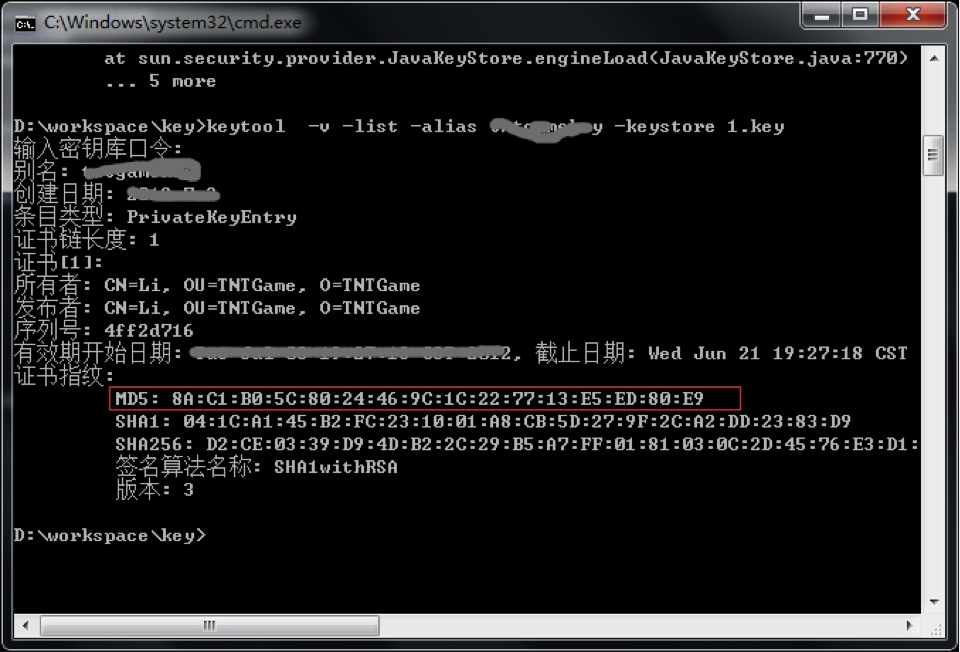 C:\Windows\system32\cmd.exe
at sun.security.provider.JavaKeyStore.engineLoad(JavaKeyStore.java:770)
... 5 more
D:\workspace\key>keytool -v -list -alias -keystore 1.key
输入密钥库口令:
别名:
创建日期:
条目类型: PrivateKeyEntry
证书链长度: 1
证书[1]:
所有者: CN=Li, OU=TNTGame, O=TNTGame
发布者: CN=Li, OU=TNTGame, O=TNTGame
序列号: 4ff2d716
有效期开始日期: , 截止日期: Wed Jun 21 19:27:18 CST
证书指纹:
MD5: 8A:C1:B0:5C:80:24:46:9C:1C:22:77:13:E5:ED:80:E9
SHA1: 04:1C:A1:45:B2:FC:23:10:01:A8:CB:5D:27:9F:2C:A2:DD:23:83:D9
SHA256: D2:CE:03:39:D9:4D:B2:2C:29:B5:A7:FF:01:81:03:0C:2D:45:76:E3:D1:
签名算法名称: SHA1withRSA
版本: 3
D:\workspace\key>